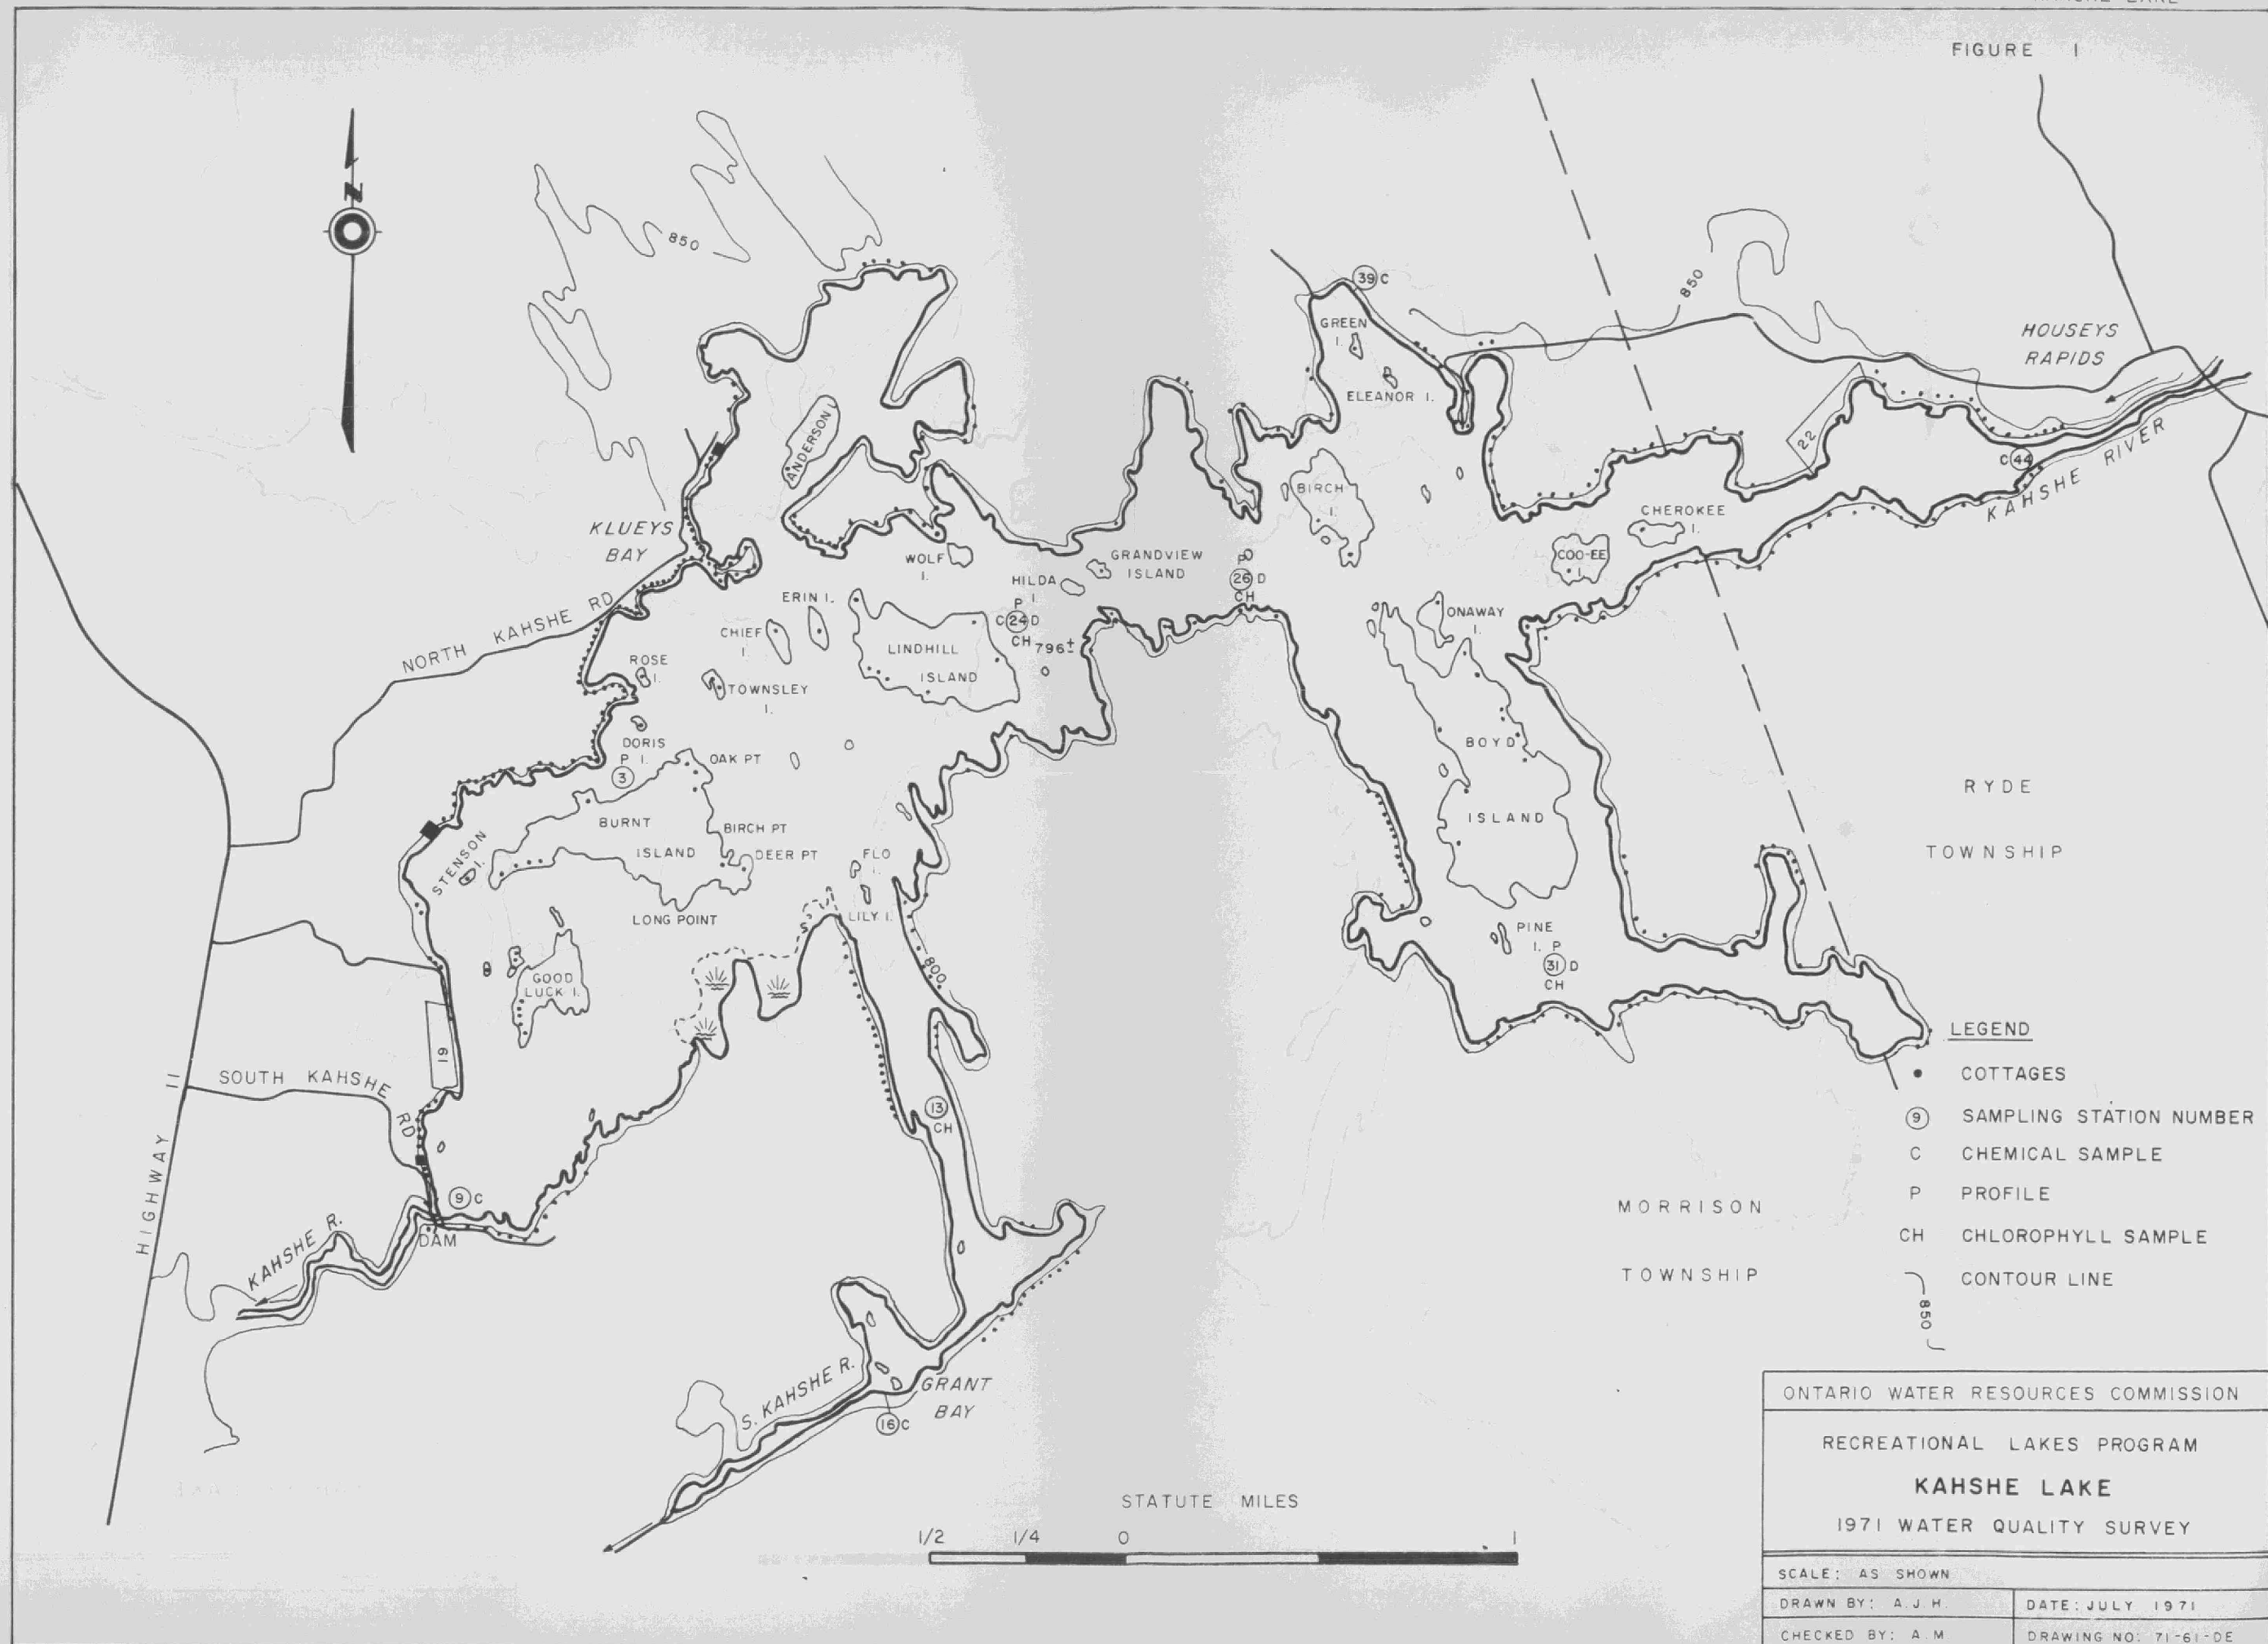 FIGURE 1
N
850
850
39 C
GREEN
I.
ELEANOR I.
HOUSEYS
RAPIDS
ANDERSON I.
22
C 44
KAHSHE RIVER
BIRCH
I.
CHEROKEE
I.
KLUEYS
BAY
WOLF
I.
GRANDVIEW
ISLAND
HILDA
I.
P
26 D
CH
COO-EE
I.
NORTH KAHSHE RD
ERIN I.
CHIEF
I.
P
C 24 D
CH
796±
LINDHILL
ISLAND
ONAWAY
I.
ROSE
I.
TOWNSLEY
I.
DORIS
I.
P
3
OAK PT
BOYD
ISLAND
RYDE
TOWNSHIP
BURNT
ISLAND
BIRCH PT
DEER PT
STENSON
I.
FLO
I.
LONG POINT
LILY I.
PINE
I.
P
31 D
CH
800
GOOD
LUCK I.
19
SOUTH KAHSHE RD
HIGHWAY 11
13
CH
9 C
DAM
KAHSHE R.
S. KAHSHE R.
GRANT
BAY
16 C
MORRISON
TOWNSHIP
LEGEND
COTTAGES
9 SAMPLING STATION NUMBER
C CHEMICAL SAMPLE
P PROFILE
CH CHLOROPHYLL SAMPLE
850 CONTOUR LINE
STATUTE MILES
1/2 1/4 0 1
ONTARIO WATER RESOURCES COMMISSION
RECREATIONAL LAKES PROGRAM
KAHSHE LAKE
1971 WATER QUALITY SURVEY
SCALE: AS SHOWN
DRAWN BY: A.J.H.
DATE: JULY 1971
CHECKED BY: A.M
DRAWING NO: 71-61-DE